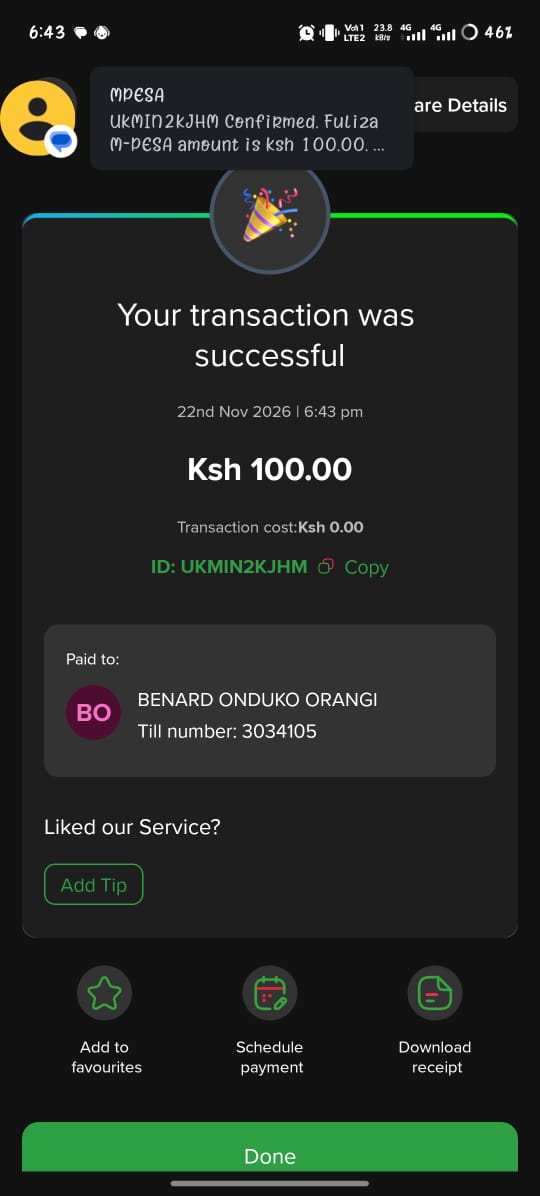 6:43
Vo1 LTE2 23.8 KB/s 4G 4G 46%
MPESA
UKMIN2KJHM Confirmed. Fuliza
M-PESA amount is Ksh 100.00. ...
are Details
Your transaction was
successful
22nd Nov 2026 | 6:43 pm
Ksh 100.00
Transaction cost:Ksh 0.00
ID: UKMIN2KJHM Copy
Paid to:
BO
BENARD ONDUKO ORANGI
Till number: 3034105
Liked our Service?
Add Tip
Add to
favourites
Schedule
payment
Download
receipt
Done